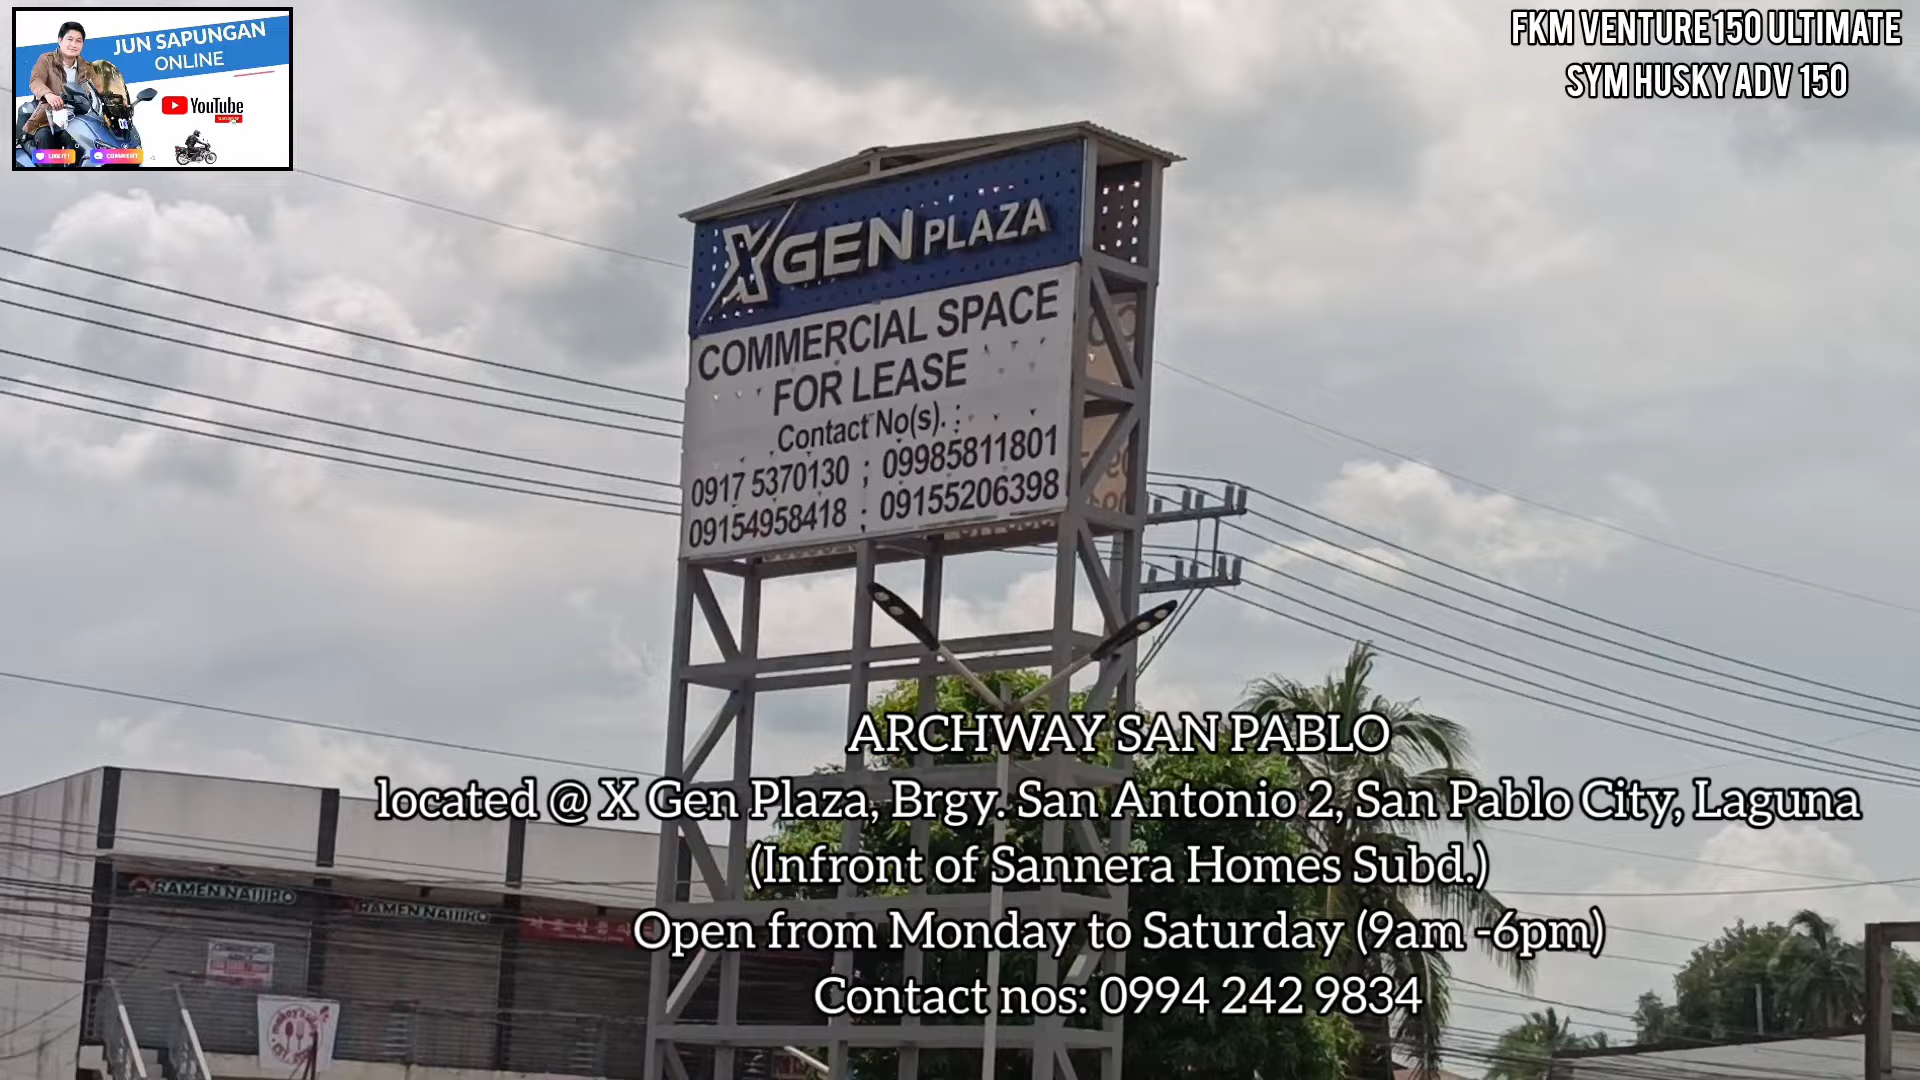 JUN SAPUNGAN
ONLINE
YouTube
LIKE IT!
COMMENT
FKM VENTURE 150 ULTIMATE
SYM HUSKY ADV 150
XGEN PLAZA
COMMERCIAL SPACE
FOR LEASE
Contact No(s). :
0917 5370130 ; 09985811801
09154958418 ; 09155206398
ARCHWAY SAN PABLO
located @ X Gen Plaza, Brgy. San Antonio 2, San Pablo City, Laguna
(Infront of Sannera Homes Subd.)
Open from Monday to Saturday (9am -6pm)
Contact nos: 0994 242 9834
RAMEN NAIJIRO
RAMEN NAIJIRO